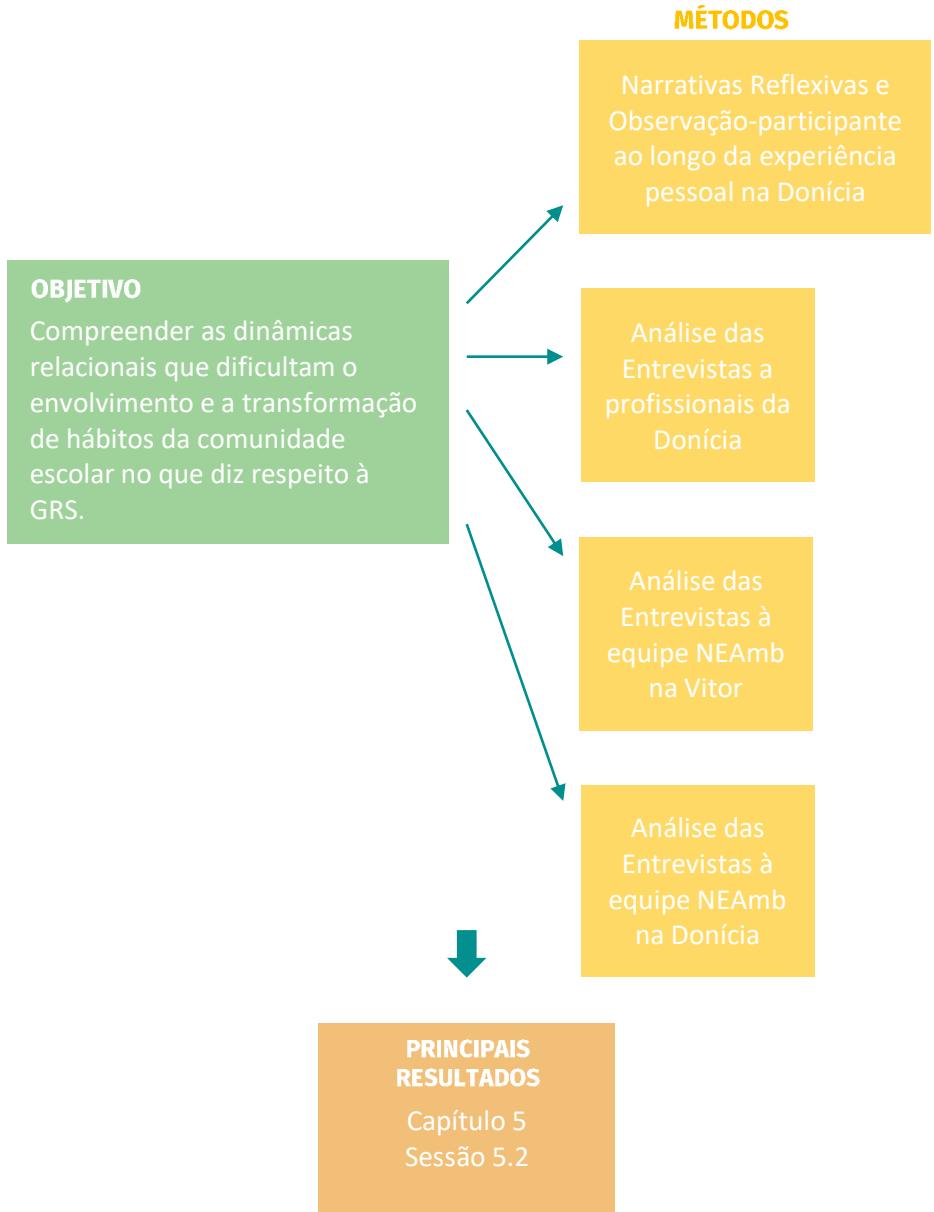 MÉTODOS
Narrativas Reflexivas e
Observação-participante
ao longo da experiência
pessoal na Donícia
OBJETIVO
Compreender as dinâmicas
relacionais que dificultam o
envolvimento e a transformação
de hábitos da comunidade
escolar no que diz respeito à
GRS.
Análise das
Entrevistas a
profissionais da
Donícia
Análise das
Entrevistas à
equipe NEAmb
na Vitor
Análise das
Entrevistas à
equipe NEAmb
na Donícia
PRINCIPAIS
RESULTADOS
Capítulo 5
Sessão 5.2